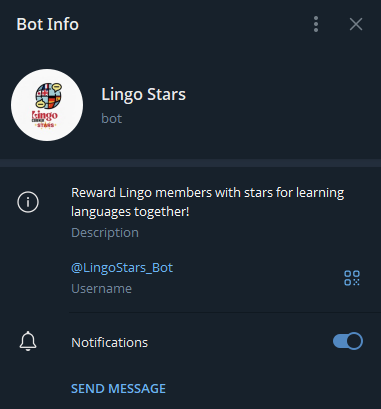 Bot Info
Lingo
CORNER
STARS
Lingo Stars
bot
Reward Lingo members with stars for learning
languages together!
Description
@LingoStars_Bot
Username
Notifications
SEND MESSAGE